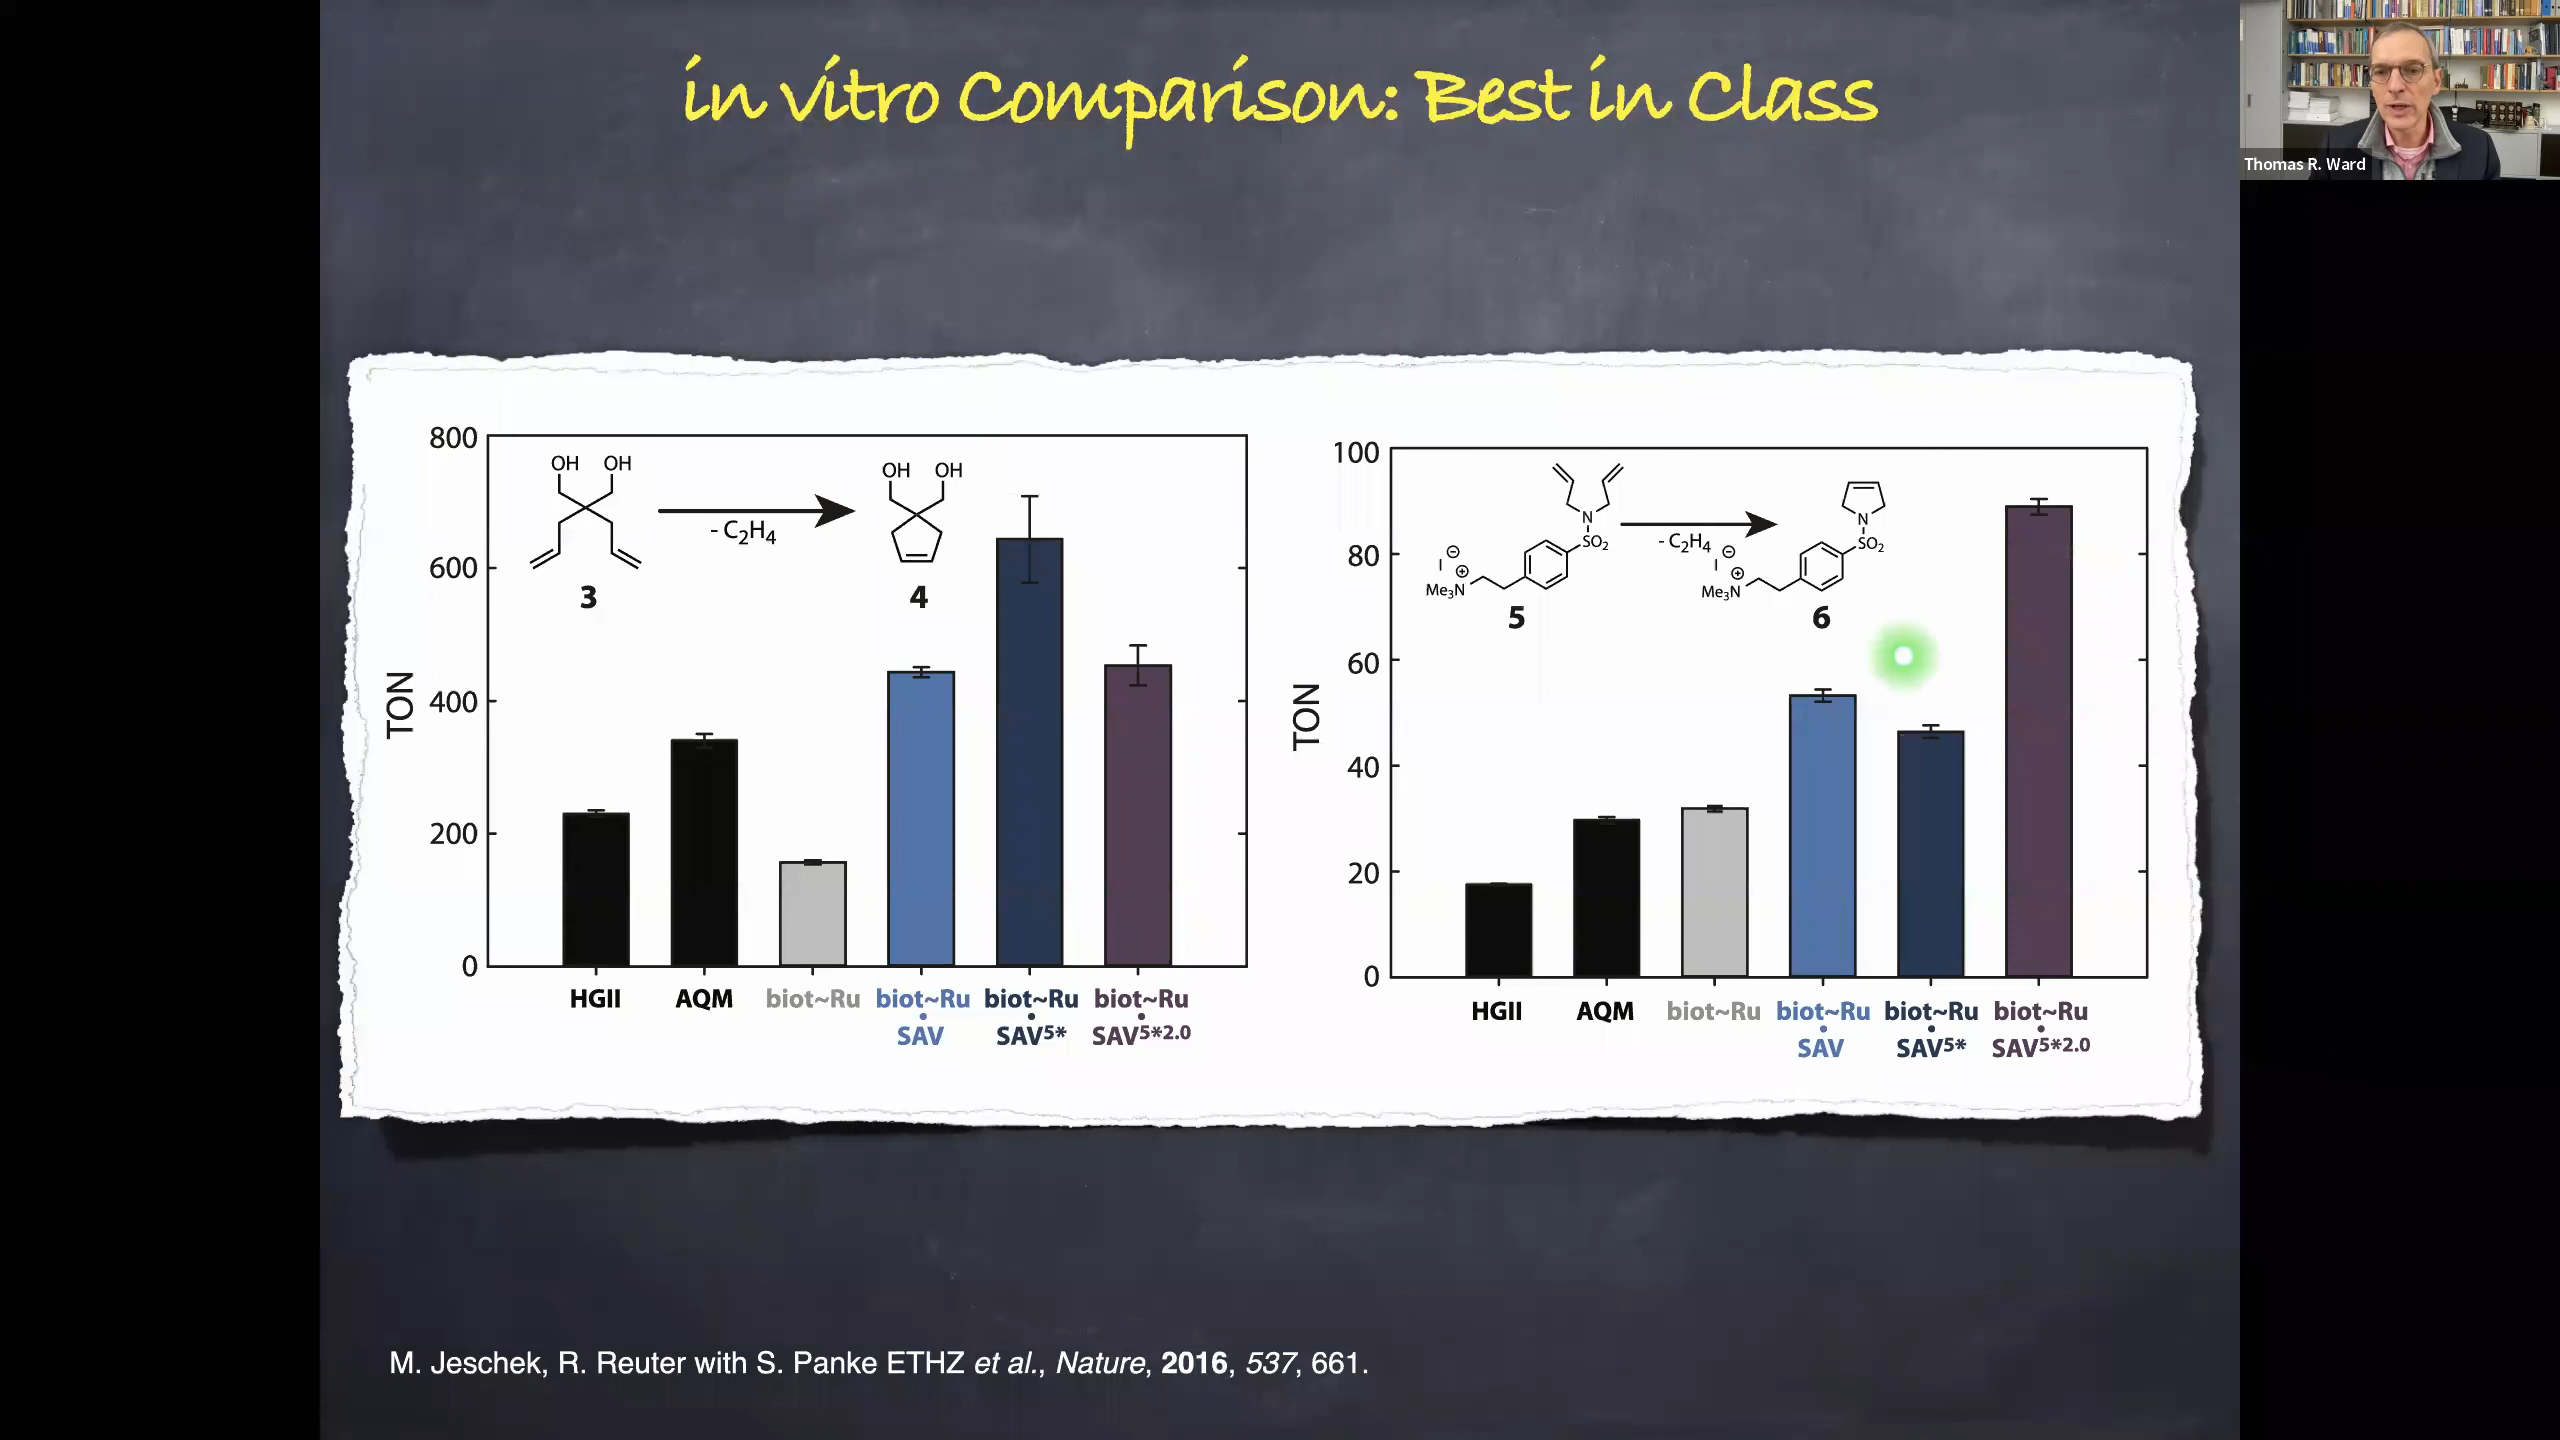 in vitro Comparison: Best in Class
Thomas R. Ward
800
600
400
200
0
TON
OH OH
3
- C2H4
OH OH
4
HGII
AQM
biot~Ru
biot~Ru
•
SAV
biot~Ru
•
SAV5*
biot~Ru
•
SAV5*2.0
100
80
60
40
20
0
TON
N
SO2
I ⊖
⊕
Me3N
5
- C2H4
N
SO2
I ⊖
⊕
Me3N
6
HGII
AQM
biot~Ru
biot~Ru
•
SAV
biot~Ru
•
SAV5*
biot~Ru
•
SAV5*2.0
M. Jeschek, R. Reuter with S. Panke ETHZ et al., Nature, 2016, 537, 661.